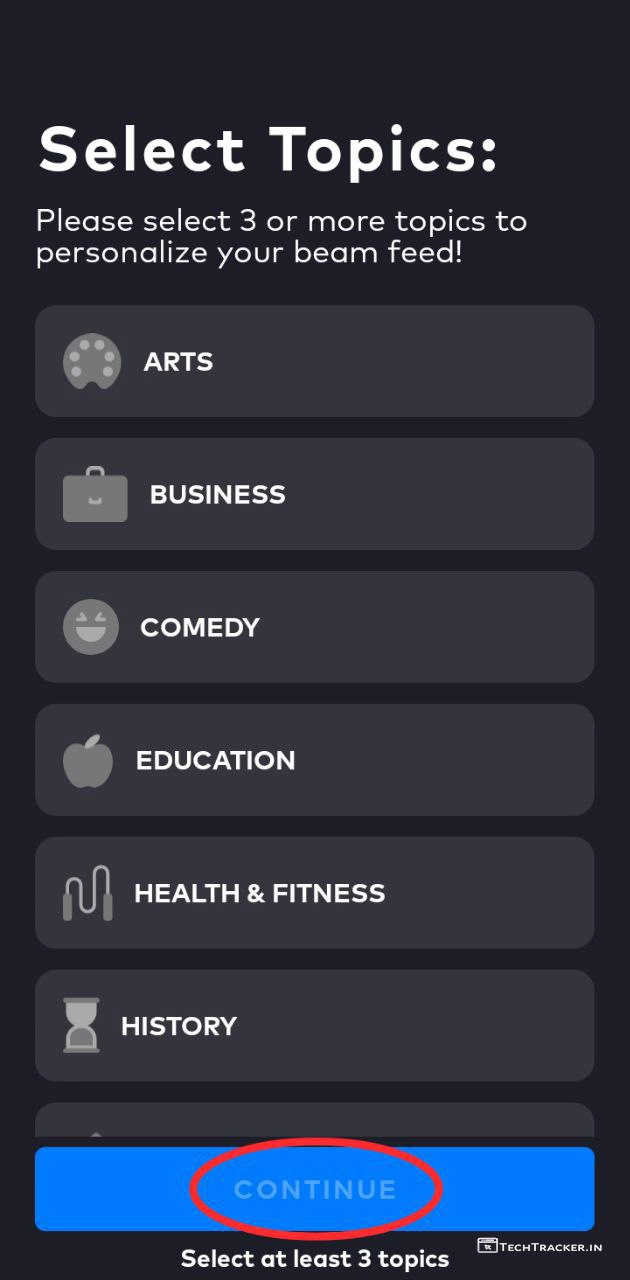 Select Topics:
Please select 3 or more topics to
personalize your beam feed!
ARTS
BUSINESS
COMEDY
EDUCATION
HEALTH & FITNESS
HISTORY
CONTINUE
Select at least 3 topics
TECHTRACKER.IN